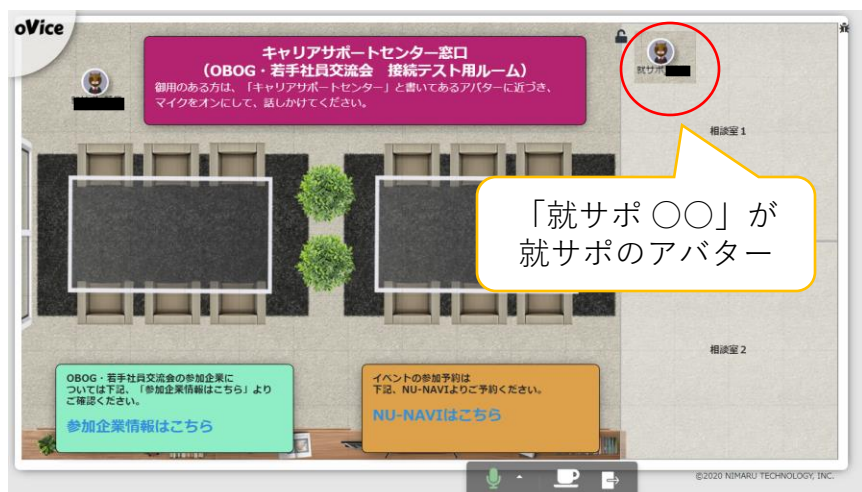 oVice
キャリアサポートセンター窓口
(OBOG・若手社員交流会 接続テスト用ルーム)
御用のある方は、「キャリアサポートセンター」と書いてあるアバターに近づき、
マイクをオンにして、話しかけてください。
就サポ
相談室1
「就サポ 〇〇」が
就サポのアバター
相談室2
OBOG・若手社員交流会の参加企業に
ついては下記、「参加企業情報はこちら」より
ご確認ください。
参加企業情報はこちら
イベントの参加予約は
下記、NU-NAVIよりご予約ください。
NU-NAVIはこちら
©2020 NIMARU TECHNOLOGY, INC.